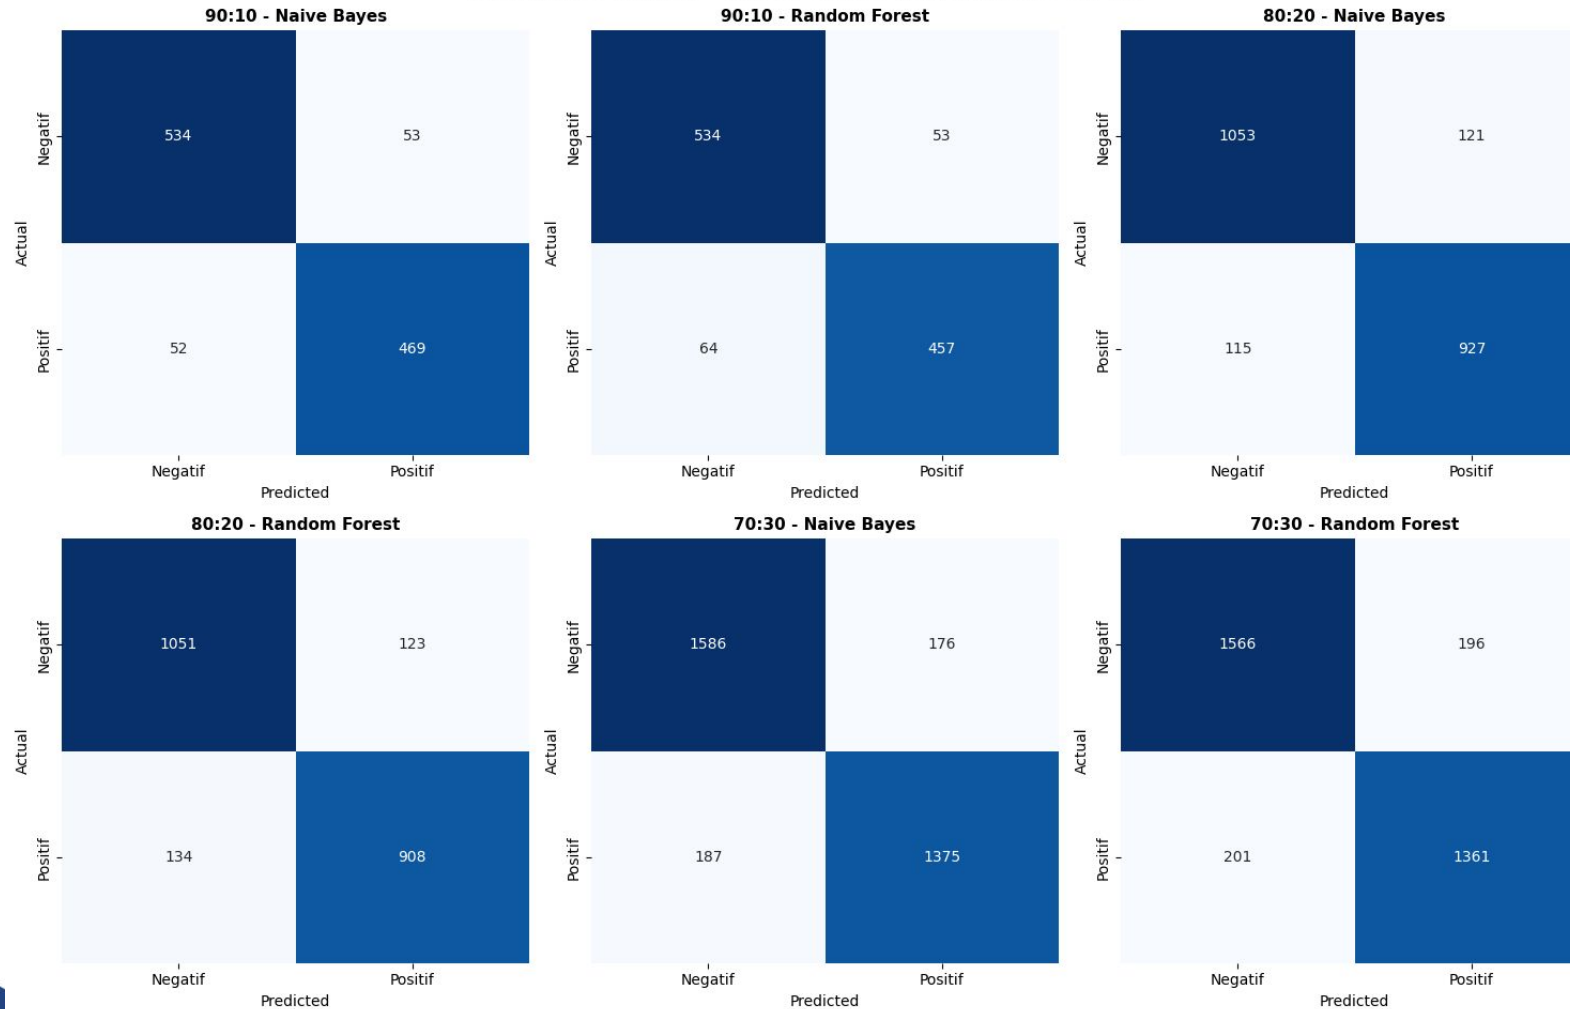 90:10 - Naive Bayes
Negatif
534
53
Actual
Positif
52
469
Negatif
Positif
Predicted
90:10 - Random Forest
Negatif
534
53
Actual
Positif
64
457
Negatif
Positif
Predicted
80:20 - Naive Bayes
Negatif
1053
121
Actual
Positif
115
927
Negatif
Positif
Predicted
80:20 - Random Forest
Negatif
1051
123
Actual
Positif
134
908
Negatif
Positif
Predicted
70:30 - Naive Bayes
Negatif
1586
176
Actual
Positif
187
1375
Negatif
Positif
Predicted
70:30 - Random Forest
Negatif
1566
196
Actual
Positif
201
1361
Negatif
Positif
Predicted